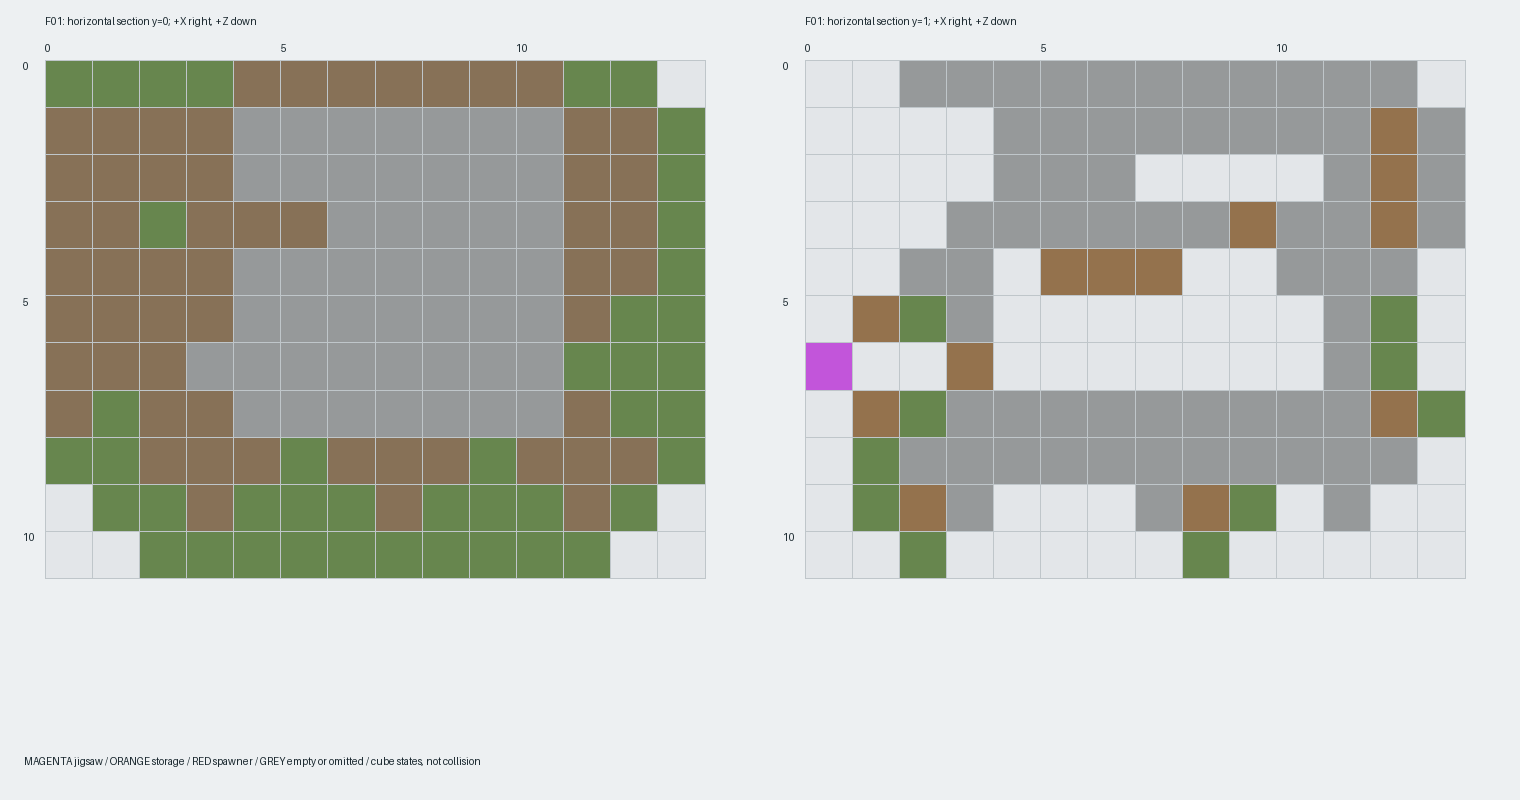 F01: horizontal section y=0; +X right, +Z down
F01: horizontal section y=1; +X right, +Z down
0 5 10
0 5 10
0
0
5
5
10
10
MAGENTA jigsaw / ORANGE storage / RED spawner / GREY empty or omitted / cube states, not collision